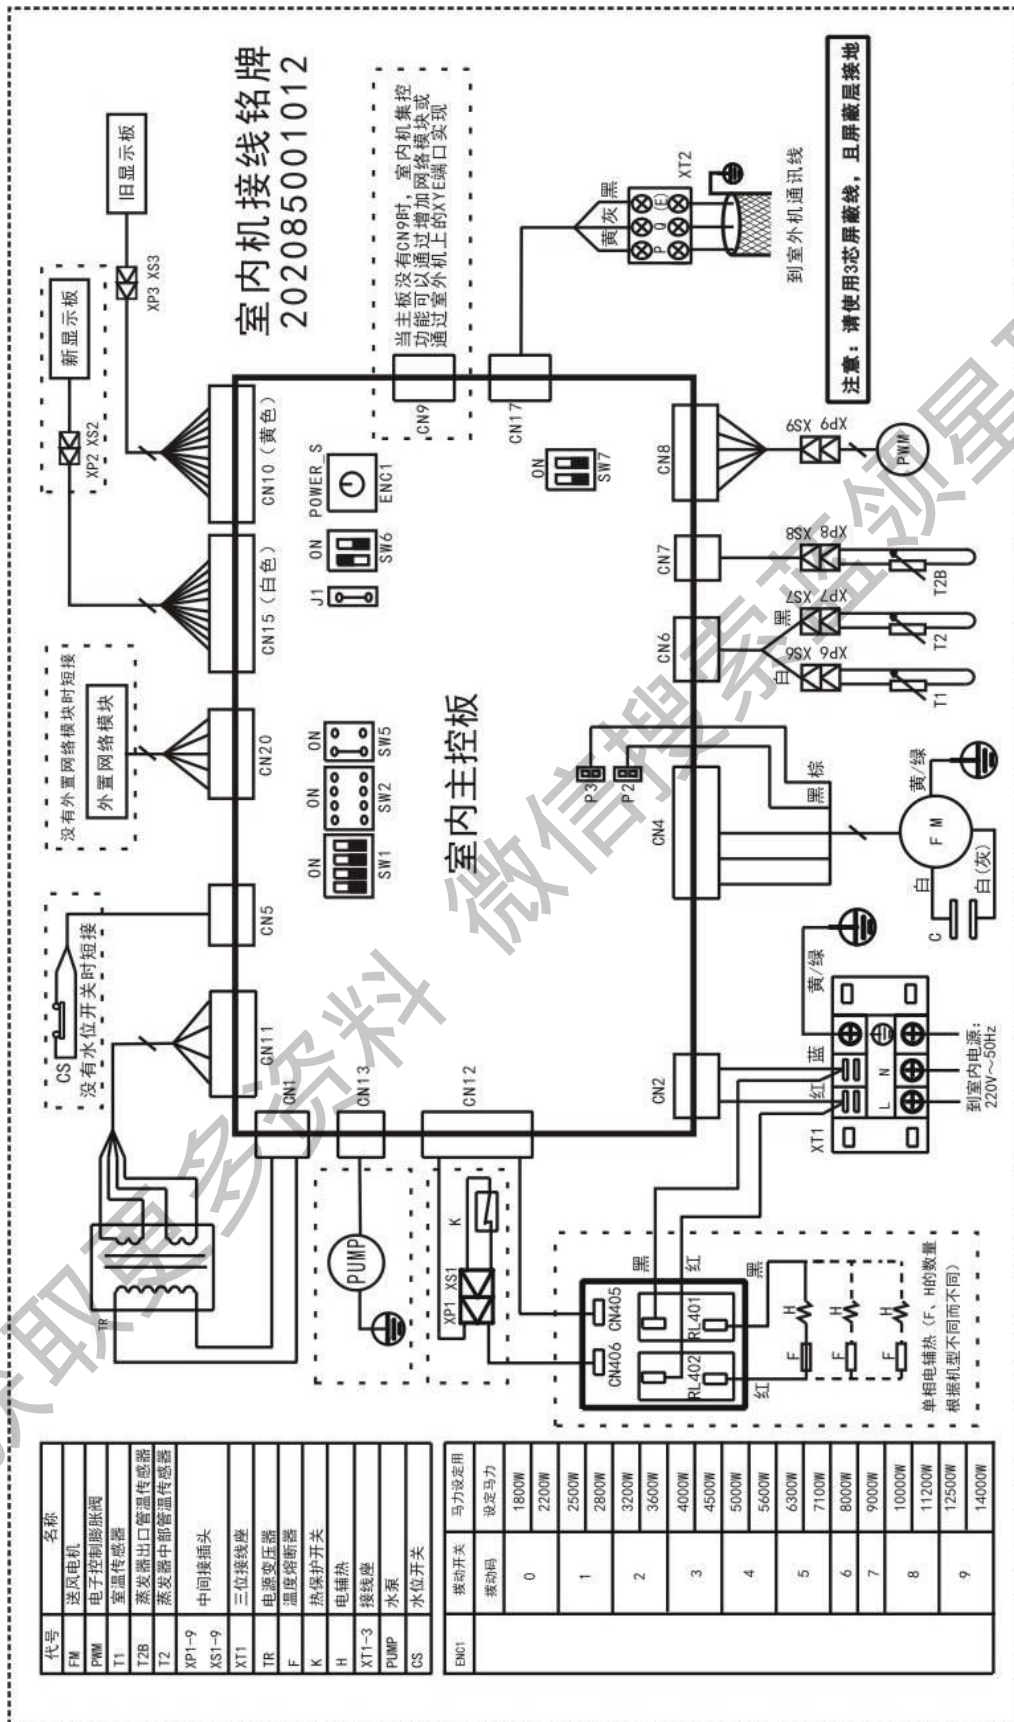 室内机接线铭牌
202085001012
旧显示板
XP3 XS3
新显示板
XP2 XS2
没有外置网络模块时短接
外置网络模块
CS
没有水位开关时短接
当主板没有CN9时，室内机集控
功能可以通过增加网络模块或
通过室外机上的XYE端口实现
TR
CN11
CN5
CN20
CN15（白色）
CN10（黄色）
CN9
CN17
CN1
CN13
CN12
PUMP
XP1 XS1
K
ON
SW1
ON
SW2
ON
SW5
J1
ON
SW6
POWER_S
ENC1
ON
SW7
室内主控板
黄 灰 黑
P Q (E)
XT2
到室外机通讯线
注意：请使用3芯屏蔽线，且屏蔽层接地
CN2
CN4
P3
P2
CN6
CN7
CN8
黑 棕
白
黑
XS6 XP6
XS7 XP7
XS8 XP8
XS9 XP9
T1
T2
T2B
PWM
FM
黄/绿
白
白(灰)
C
黄/绿
红
蓝
XT1
L
N
到室内电源:
220V～50Hz
CN406
CN405
RL402
RL401
黑
红
黑
红
F
H
F
H
F
H
单相电辅热（F、H的数量
根据机型不同而不同）
代号 名称
FM 送风电机
PWM 电子控制膨胀阀
T1 室温传感器
T2B 蒸发器出口管温传感器
T2 蒸发器中部管温传感器
XP1-9
XS1-9
中间接插头
XT1 三位接线座
TR 电源变压器
F 温度熔断器
K 热保护开关
H 电辅热
XT1-3 接线座
PUMP 水泵
CS 水位开关
ENC1 拨动开关 马力设定用
拨动码 设定马力
0 1800W
2200W
1 2500W
2800W
2 3200W
3600W
3 4000W
4500W
4 5000W
5600W
5 6300W
7100W
6 8000W
7 9000W
8 10000W
11200W
9 12500W
14000W
获取更多资料 微信搜索蓝领星球